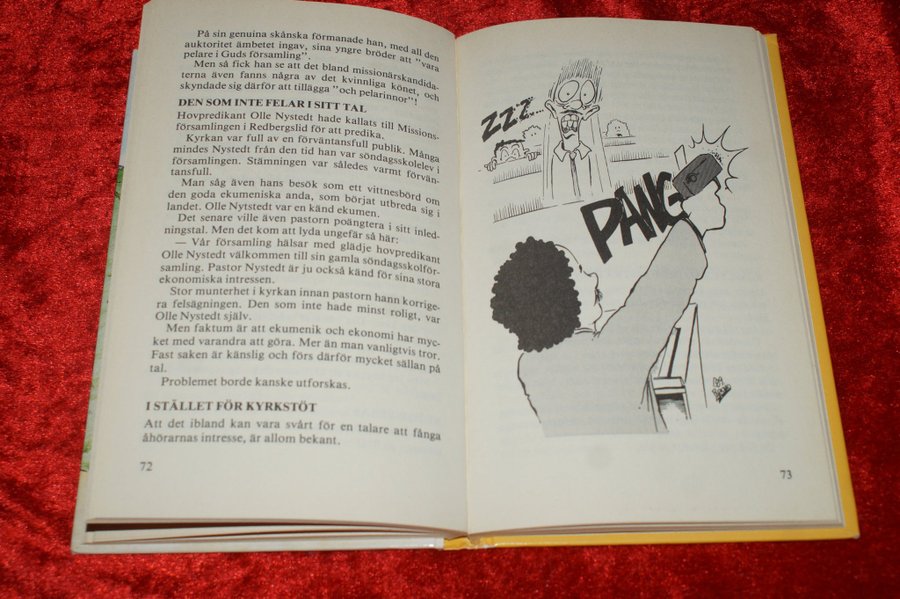 På sin genuina skånska förmanade han, med all den
auktoritet ämbetet ingav, sina yngre bröder att "vara
pelare i Guds församling".
Men så fick han se att det bland missionärskandida-
terna även fanns några av det kvinnliga könet, och
skyndade sig därför att tillägga "och pelarinnor"!
DEN SOM INTE FELAR I SITT TAL
Hovpredikant Olle Nystedt hade kallats till Missions-
församlingen i Redbergslid för att predika.
Kyrkan var full av en förväntansfull publik. Många
mindes Nystedt från den tid han var söndagsskolelev i
församlingen. Stämningen var således varmt förvän-
tansfull.
Man såg även hans besök som ett vittnesbörd om
den goda ekumeniska anda, som börjat utbreda sig i
landet. Olle Nytstedt var en känd ekumen.
Det senare ville även pastorn poängtera i sitt inled-
ningstal. Men det kom att lyda ungefär så här:
— Vår församling hälsar med glädje hovpredikant
Olle Nystedt välkommen till sin gamla söndagsskolför-
samling. Pastor Nystedt är ju också känd för sina stora
ekonomiska intressen.
Stor munterhet i kyrkan innan pastorn hann korrige-
ra felsägningen. Den som inte hade minst roligt, var
Olle Nystedt själv.
Men faktum är att ekumenik och ekonomi har myc-
ket med varandra att göra. Mer än man vanligtvis tror.
Fast saken är känslig och förs därför mycket sällan på
tal.
Problemet borde kanske utforskas.
I STÄLLET FÖR KYRKSTÖT
Att det ibland kan vara svårt för en talare att fånga
åhörarnas intresse, är allom bekant.
72
ZZZ...
PANG
73